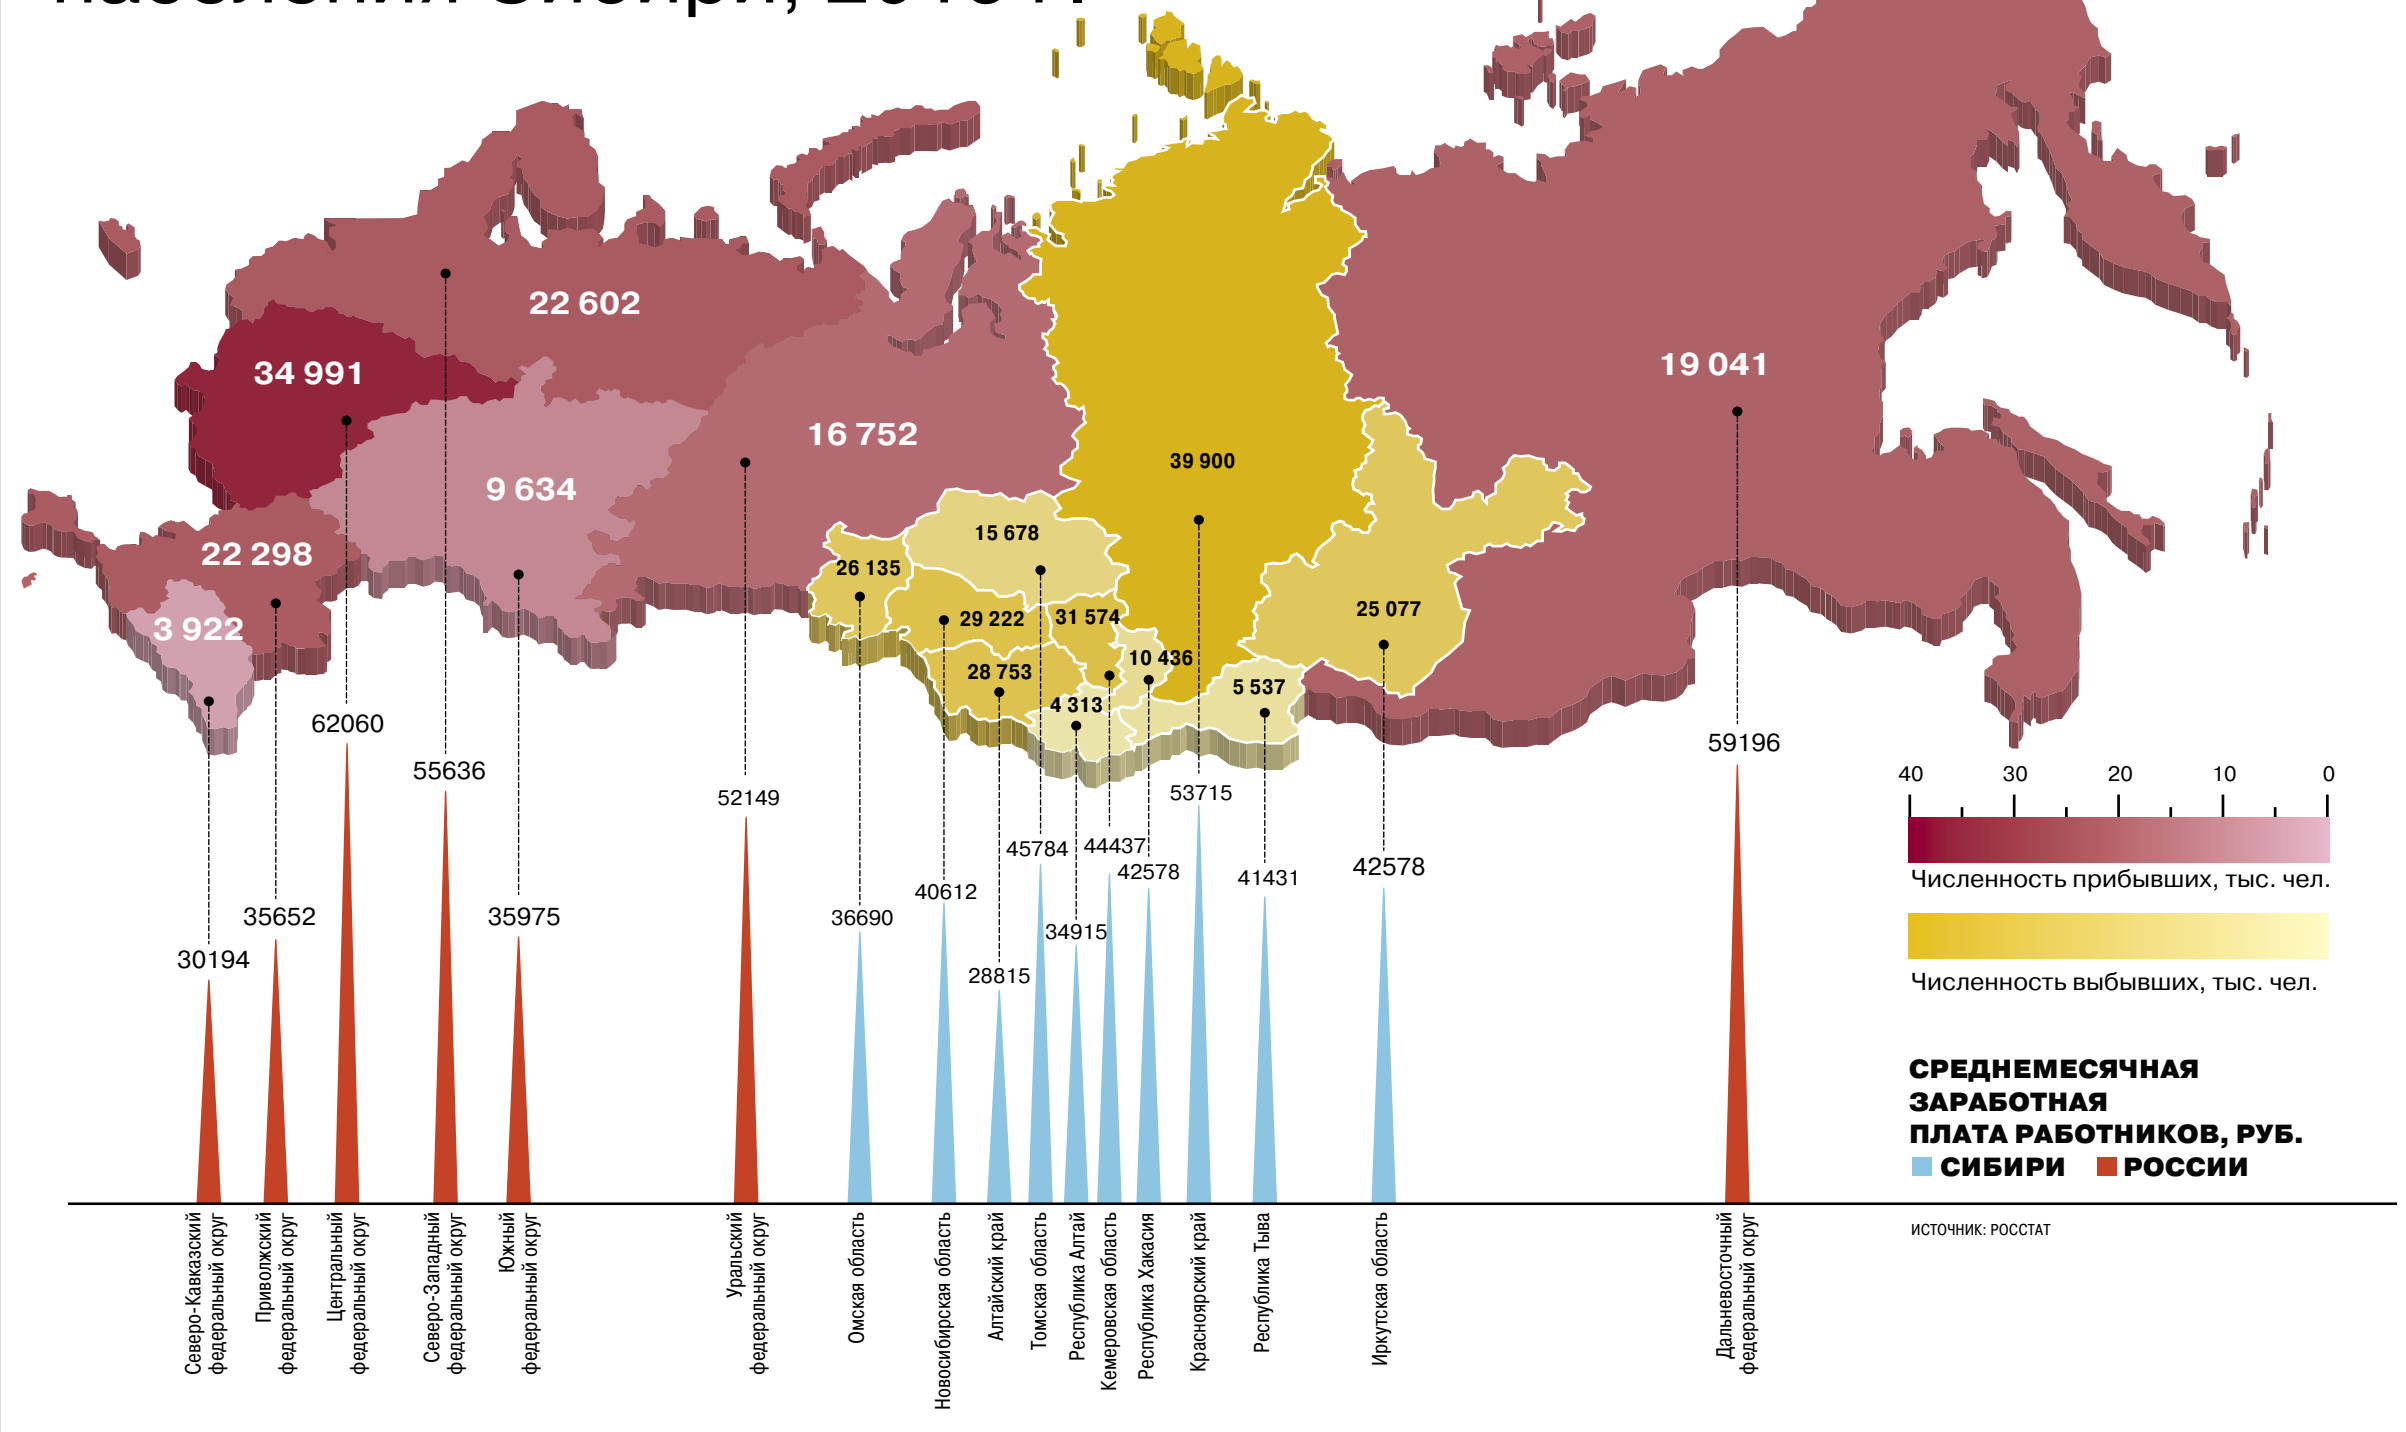 населения Сибири, 2019 г.
22 602
34 991
19 041
16 752
39 900
9 634
15 678
22 298
26 135
25 077
29 222
31 574
3 922
10 436
28 753
5 537
4 313
62060
59196
55636
40
30
20
10
0
52149
53715
45784
44437
Численность прибывших, тыс. чел.
42578
42578
41431
40612
35652
35975
36690
34915
30194
28815
Численность выбывших, тыс. чел.
СРЕДНЕМЕСЯЧНАЯ
ЗАРАБОТНАЯ
ПЛАТА РАБОТНИКОВ, РУБ.
СИБИРИ
РОССИИ
ИСТОЧНИК: РОССТАТ
Северо-Кавказский
федеральный округ
Приволжский
федеральный округ
Центральный
федеральный округ
Северо-Западный
федеральный округ
Южный
федеральный округ
Уральский
федеральный округ
Омская область
Новосибирская область
Алтайский край
Томская область
Республика Алтай
Кемеровская область
Республика Хакасия
Красноярский край
Республика Тыва
Иркутская область
Дальневосточный
федеральный округ